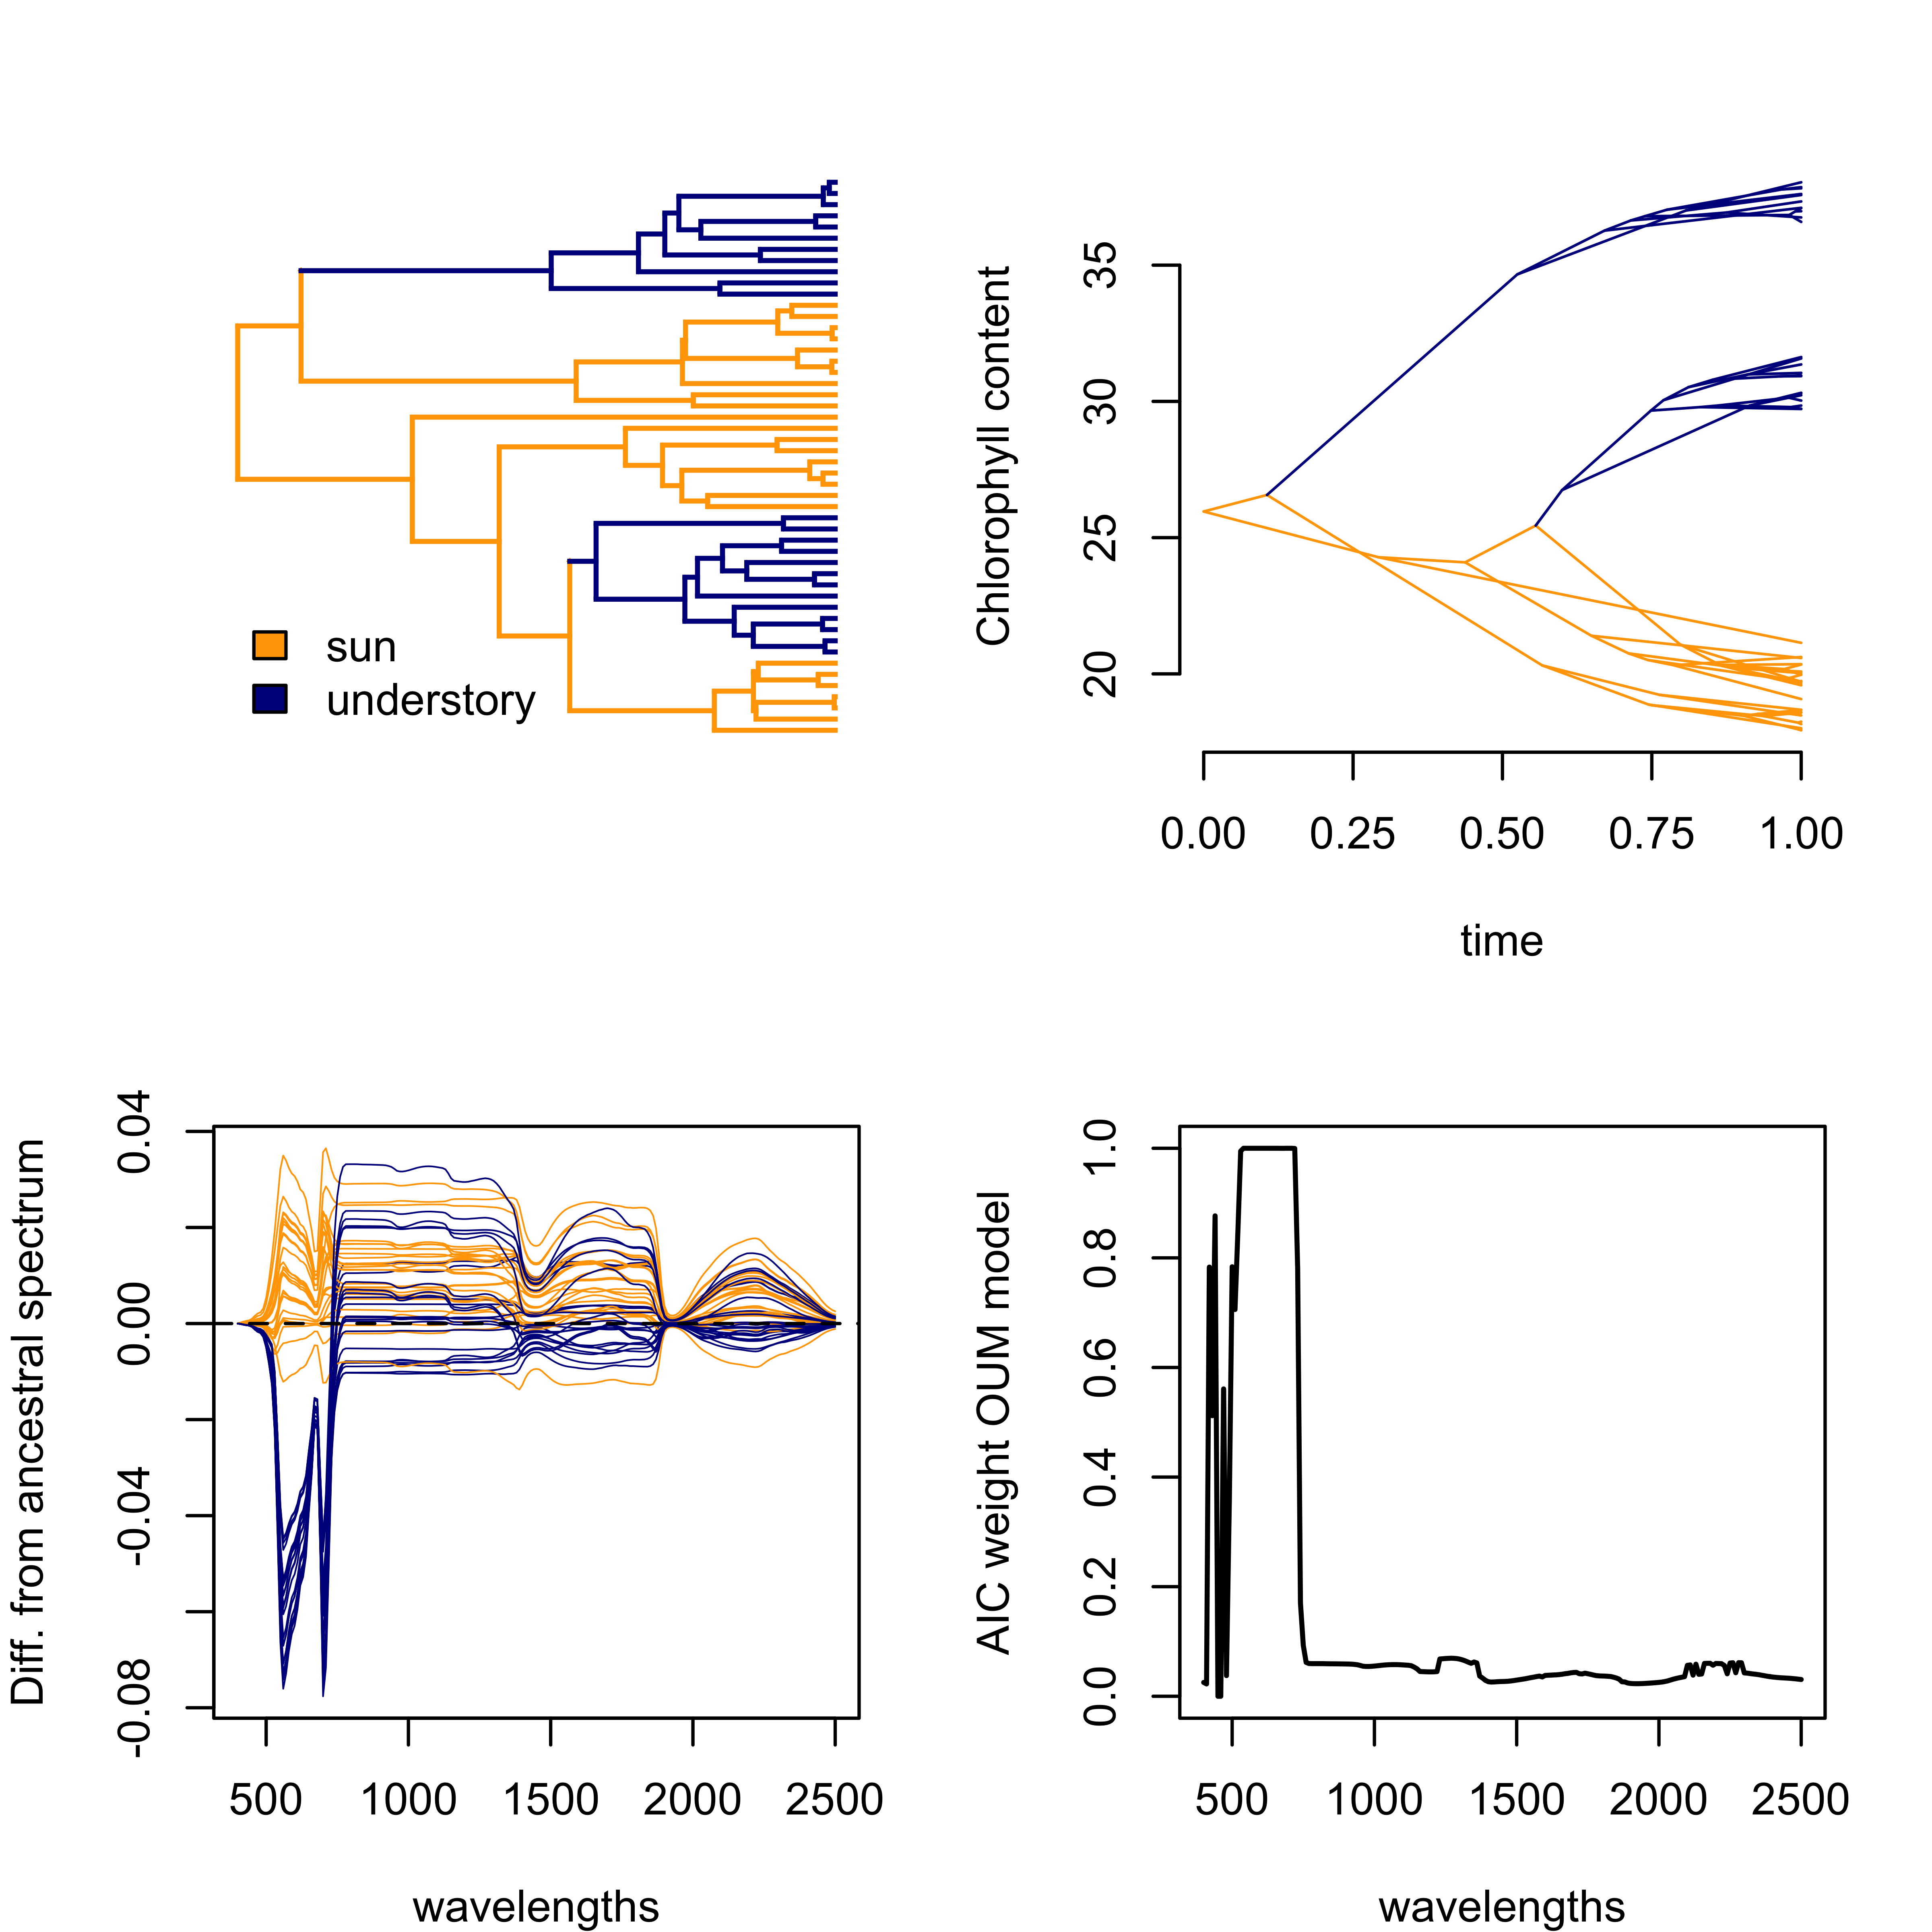 sun
understory
Chlorophyll content
35
30
25
20
0.00 0.25 0.50 0.75 1.00
time
Diff. from ancestral spectrum
0.04
0.00
-0.04
-0.08
500 1000 1500 2000 2500
wavelengths
AIC weight OUM model
1.0
0.8
0.6
0.4
0.2
0.0
500 1000 1500 2000 2500
wavelengths